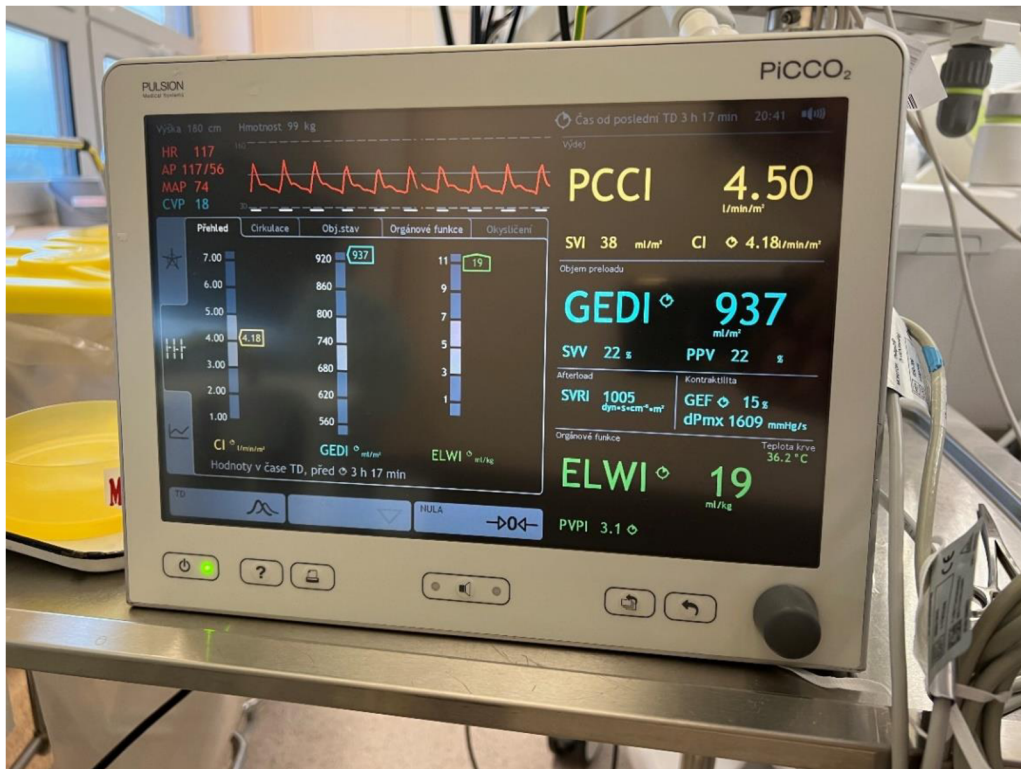 PULSION
Medical Systems
PiCCO₂
Výška 180 cm Hmotnost 99 kg
Čas od poslední TD 3 h 17 min 20:41
HR 117
AP 117/56
MAP 74
CVP 18
Výdej
PCCI 4.50
l/min/m²
SVI 38 ml/m² CI 4.18 l/min/m²
Přehled Cirkulace Obj.stav Orgánové funkce Okysličení
7.00
6.00
5.00
4.00
3.00
2.00
1.00
4.18
CI l/min/m²
920
860
800
740
680
620
560
937
GEDI ml/m²
11
9
7
5
3
1
19
ELWI ml/kg
Hodnoty v čase TD, před 3 h 17 min
Objem preloadu
GEDI 937
ml/m²
SVV 22 % PPV 22 %
Afterload
SVRI 1005
dyn*s*cm⁻⁵*m²
Kontraktilita
GEF 15 %
dPmx 1609 mmHg/s
Orgánové funkce
Teplota krve
36.2 °C
ELWI 19
ml/kg
PVPI 3.1
TD
NULA
→0←
?
M
CE